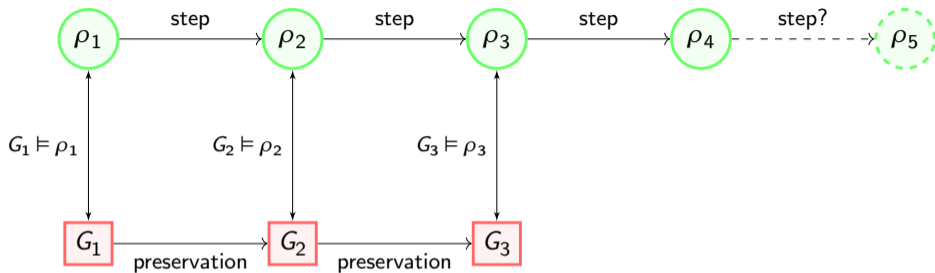 step step step step?
ρ₁ ρ₂ ρ₃ ρ₄ ρ₅
G₁ ⊨ ρ₁ G₂ ⊨ ρ₂ G₃ ⊨ ρ₃
G₁ G₂ G₃
preservation preservation